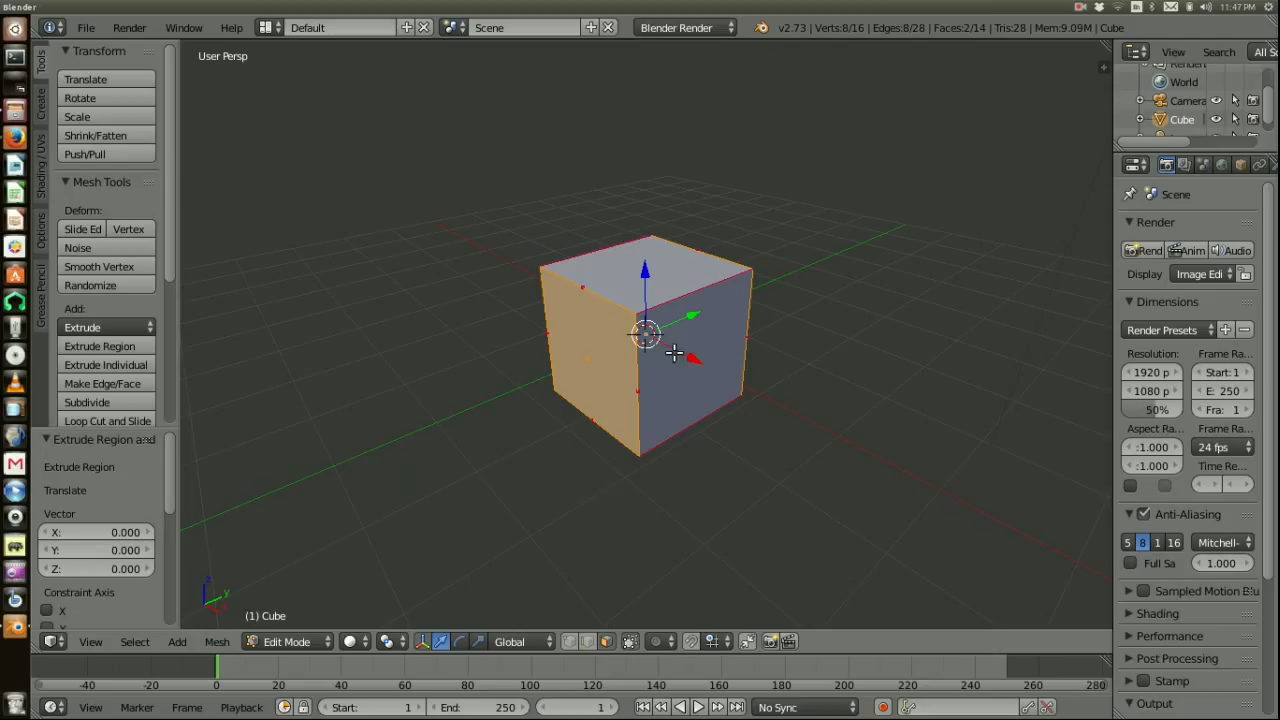 Blender
11:47 PM
File Render Window Help
Default
Scene
Blender Render
v2.73 | Verts:8/16 | Edges:8/28 | Faces:2/14 | Tris:28 | Mem:9.09M | Cube
Tools
Create
Shading / UVs
Options
Grease Pencil
Transform
Translate
Rotate
Scale
Shrink/Fatten
Push/Pull
Mesh Tools
Deform:
Slide Ed Vertex
Noise
Smooth Vertex
Randomize
Add:
Extrude
Extrude Region
Extrude Individual
Make Edge/Face
Subdivide
Loop Cut and Slide
Extrude Region and
Extrude Region
Translate
Vector
X: 0.000
Y: 0.000
Z: 0.000
Constraint Axis
X
User Persp
z
y
x
(1) Cube
View Select Add Mesh
Edit Mode
Global
View Search All Sc
World
Camera
Cube
Scene
Render
Rend Anim Audio
Display Image Edi
Dimensions
Render Presets
Resolution: Frame Ra...
1920 p Start: 1
1080 p E: 250
50% Fra: 1
Aspect Ra... Frame Ra...
:1.000 24 fps
:1.000 Time Re...
Anti-Aliasing
5 8 1 16 Mitchell-
Full Sa 1.000
Sampled Motion Blu
Shading
Performance
Post Processing
Stamp
Output
-40 -20 0 20 40 60 80 100 120 140 160 180 200 220 240 260 280
View Marker Frame Playback
Start: 1
End: 250
1
No Sync